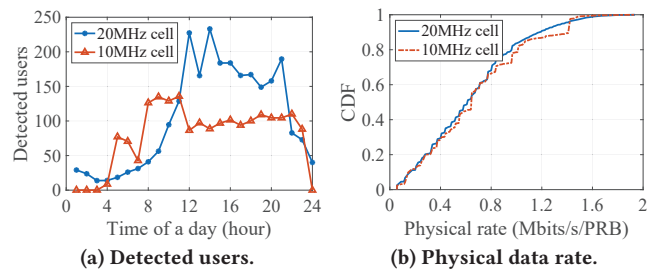 250
200
150
100
50
0
Detected users
20MHz cell
10MHz cell
0 4 8 12 16 20 24
Time of a day (hour)
(a) Detected users.
1
0.8
0.6
0.4
0.2
0
CDF
20MHz cell
10MHz cell
0 0.4 0.8 1.2 1.6 2
Physical rate (Mbits/s/PRB)
(b) Physical data rate.